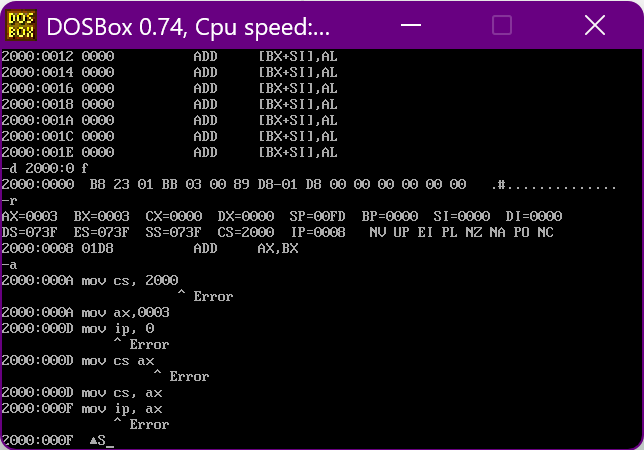 DOS BOX DOSBox 0.74, Cpu speed:...
2000:0012 0000 ADD [BX+SI],AL
2000:0014 0000 ADD [BX+SI],AL
2000:0016 0000 ADD [BX+SI],AL
2000:0018 0000 ADD [BX+SI],AL
2000:001A 0000 ADD [BX+SI],AL
2000:001C 0000 ADD [BX+SI],AL
2000:001E 0000 ADD [BX+SI],AL
-d 2000:0 f
2000:0000 B8 23 01 BB 03 00 89 D8-01 D8 00 00 00 00 00 00 .#..............
-r
AX=0003 BX=0003 CX=0000 DX=0000 SP=00FD BP=0000 SI=0000 DI=0000
DS=073F ES=073F SS=073F CS=2000 IP=0008 NV UP EI PL NZ NA PO NC
2000:0008 01D8 ADD AX,BX
-a
2000:000A mov cs, 2000
^ Error
2000:000A mov ax,0003
2000:000D mov ip, 0
^ Error
2000:000D mov cs ax
^ Error
2000:000D mov cs, ax
2000:000F mov ip, ax
^ Error
2000:000F ▲S_